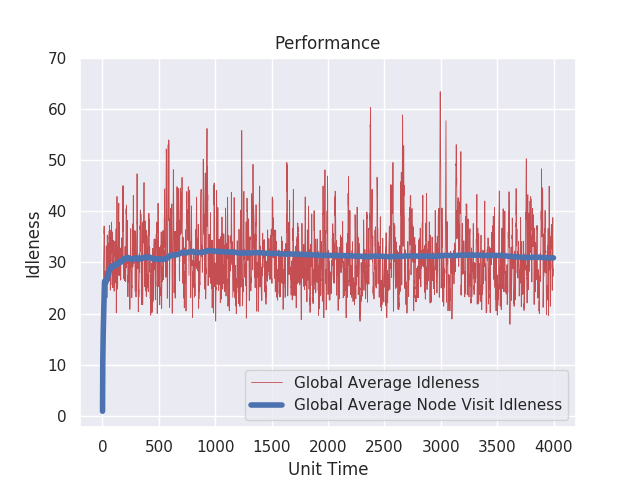 Performance
70
60
50
40
30
20
10
0
Idleness
Global Average Idleness
Global Average Node Visit Idleness
0 500 1000 1500 2000 2500 3000 3500 4000
Unit Time